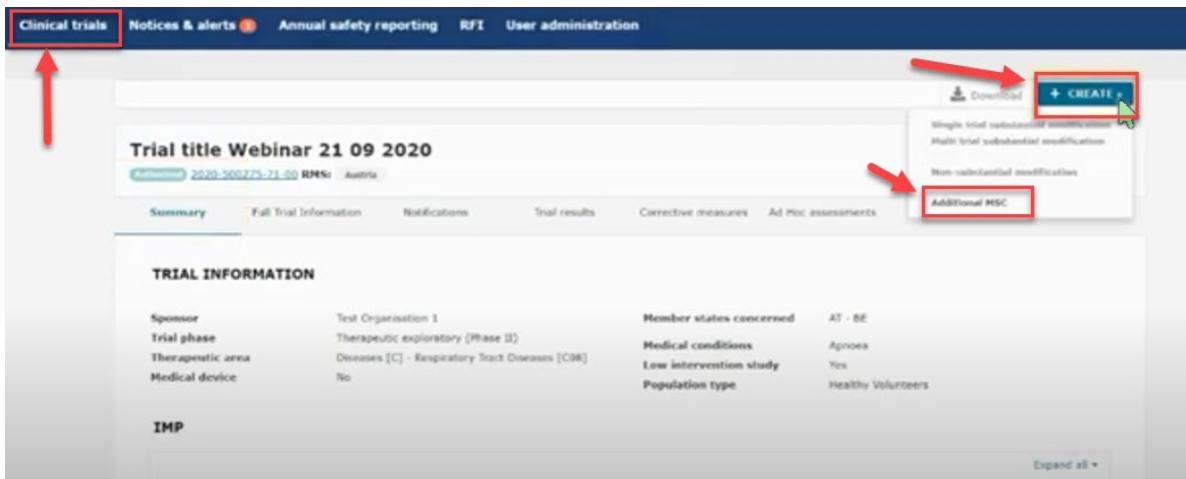 Clinical trials Notices & alerts 1 Annual safety reporting RFI User administration
Download + CREATE
Single trial substantial modification
Multi trial substantial modification
Non-substantial modification
Additional MSC
Trial title Webinar 21 09 2020
Authorised 2020-500275-71-00 RMS: Austria
Summary Full Trial Information Notifications Trial results Corrective measures Ad Hoc assessments
TRIAL INFORMATION
Sponsor Test Organisation 1 Member states concerned AT - BE
Trial phase Therapeutic exploratory (Phase II) Medical conditions Apnoea
Therapeutic area Diseases [C] - Respiratory Tract Diseases [C08] Low intervention study Yes
Medical device No Population type Healthy Volunteers
IMP
Expand all